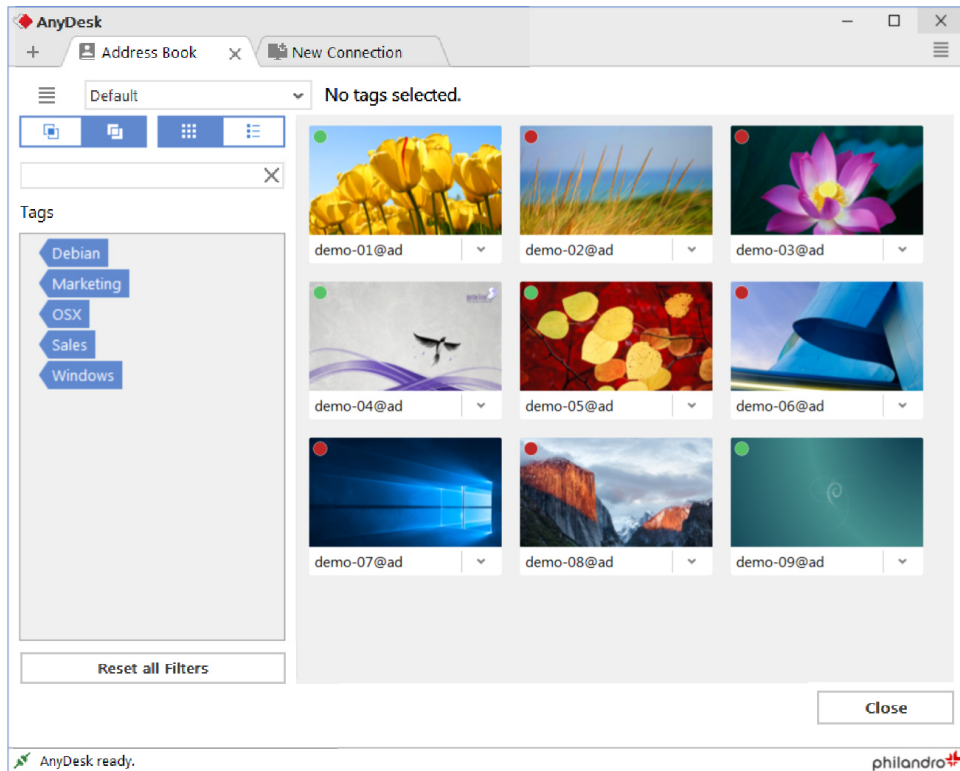 AnyDesk
Address Book
New Connection
Default
No tags selected.
Tags
Debian
Marketing
OSX
Sales
Windows
demo-01@ad
demo-02@ad
demo-03@ad
demo-04@ad
demo-05@ad
demo-06@ad
demo-07@ad
demo-08@ad
demo-09@ad
Reset all Filters
Close
AnyDesk ready.
philandro